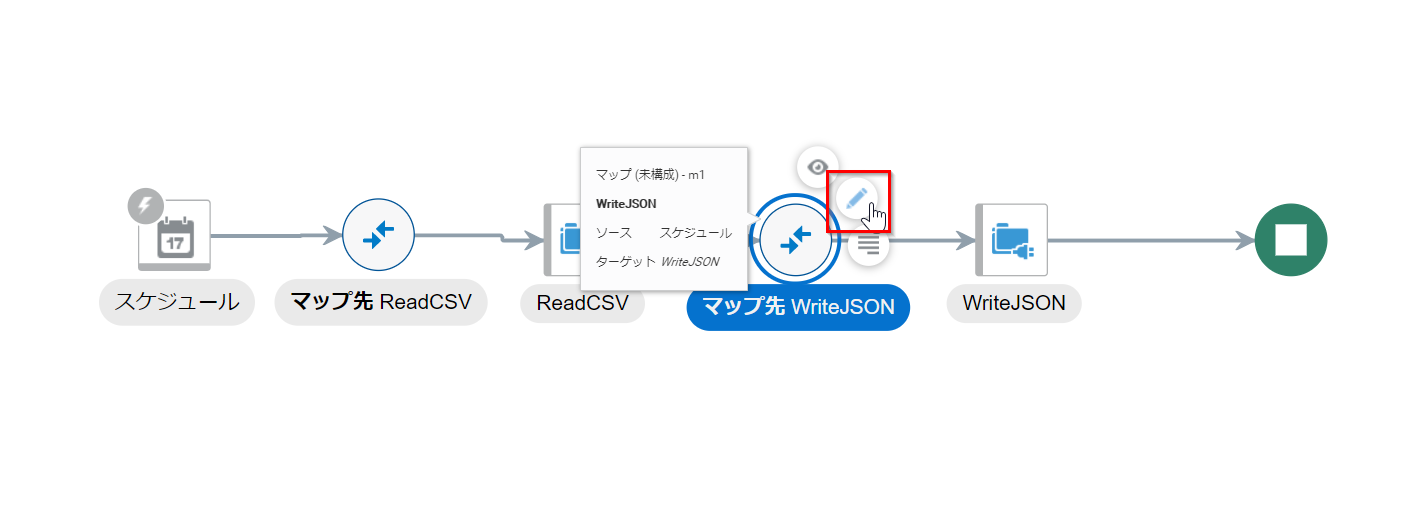 マップ (未構成) - m1
WriteJSON
ソース スケジュール
ターゲット WriteJSON
17
スケジュール
マップ先 ReadCSV
ReadCSV
マップ先 WriteJSON
WriteJSON